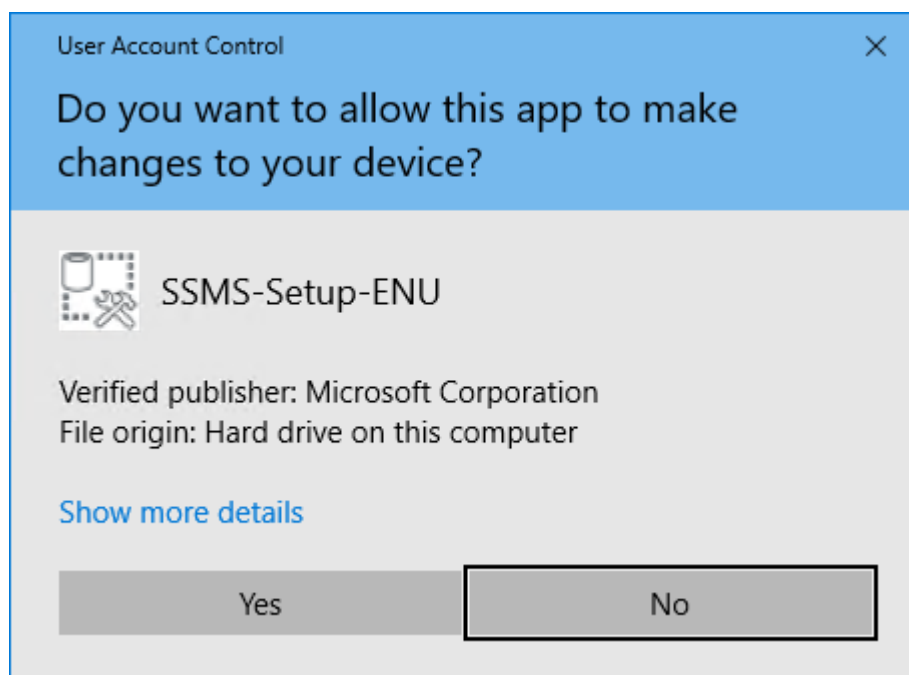 User Account Control
Do you want to allow this app to make
changes to your device?
SSMS-Setup-ENU
Verified publisher: Microsoft Corporation
File origin: Hard drive on this computer
Show more details
Yes
No